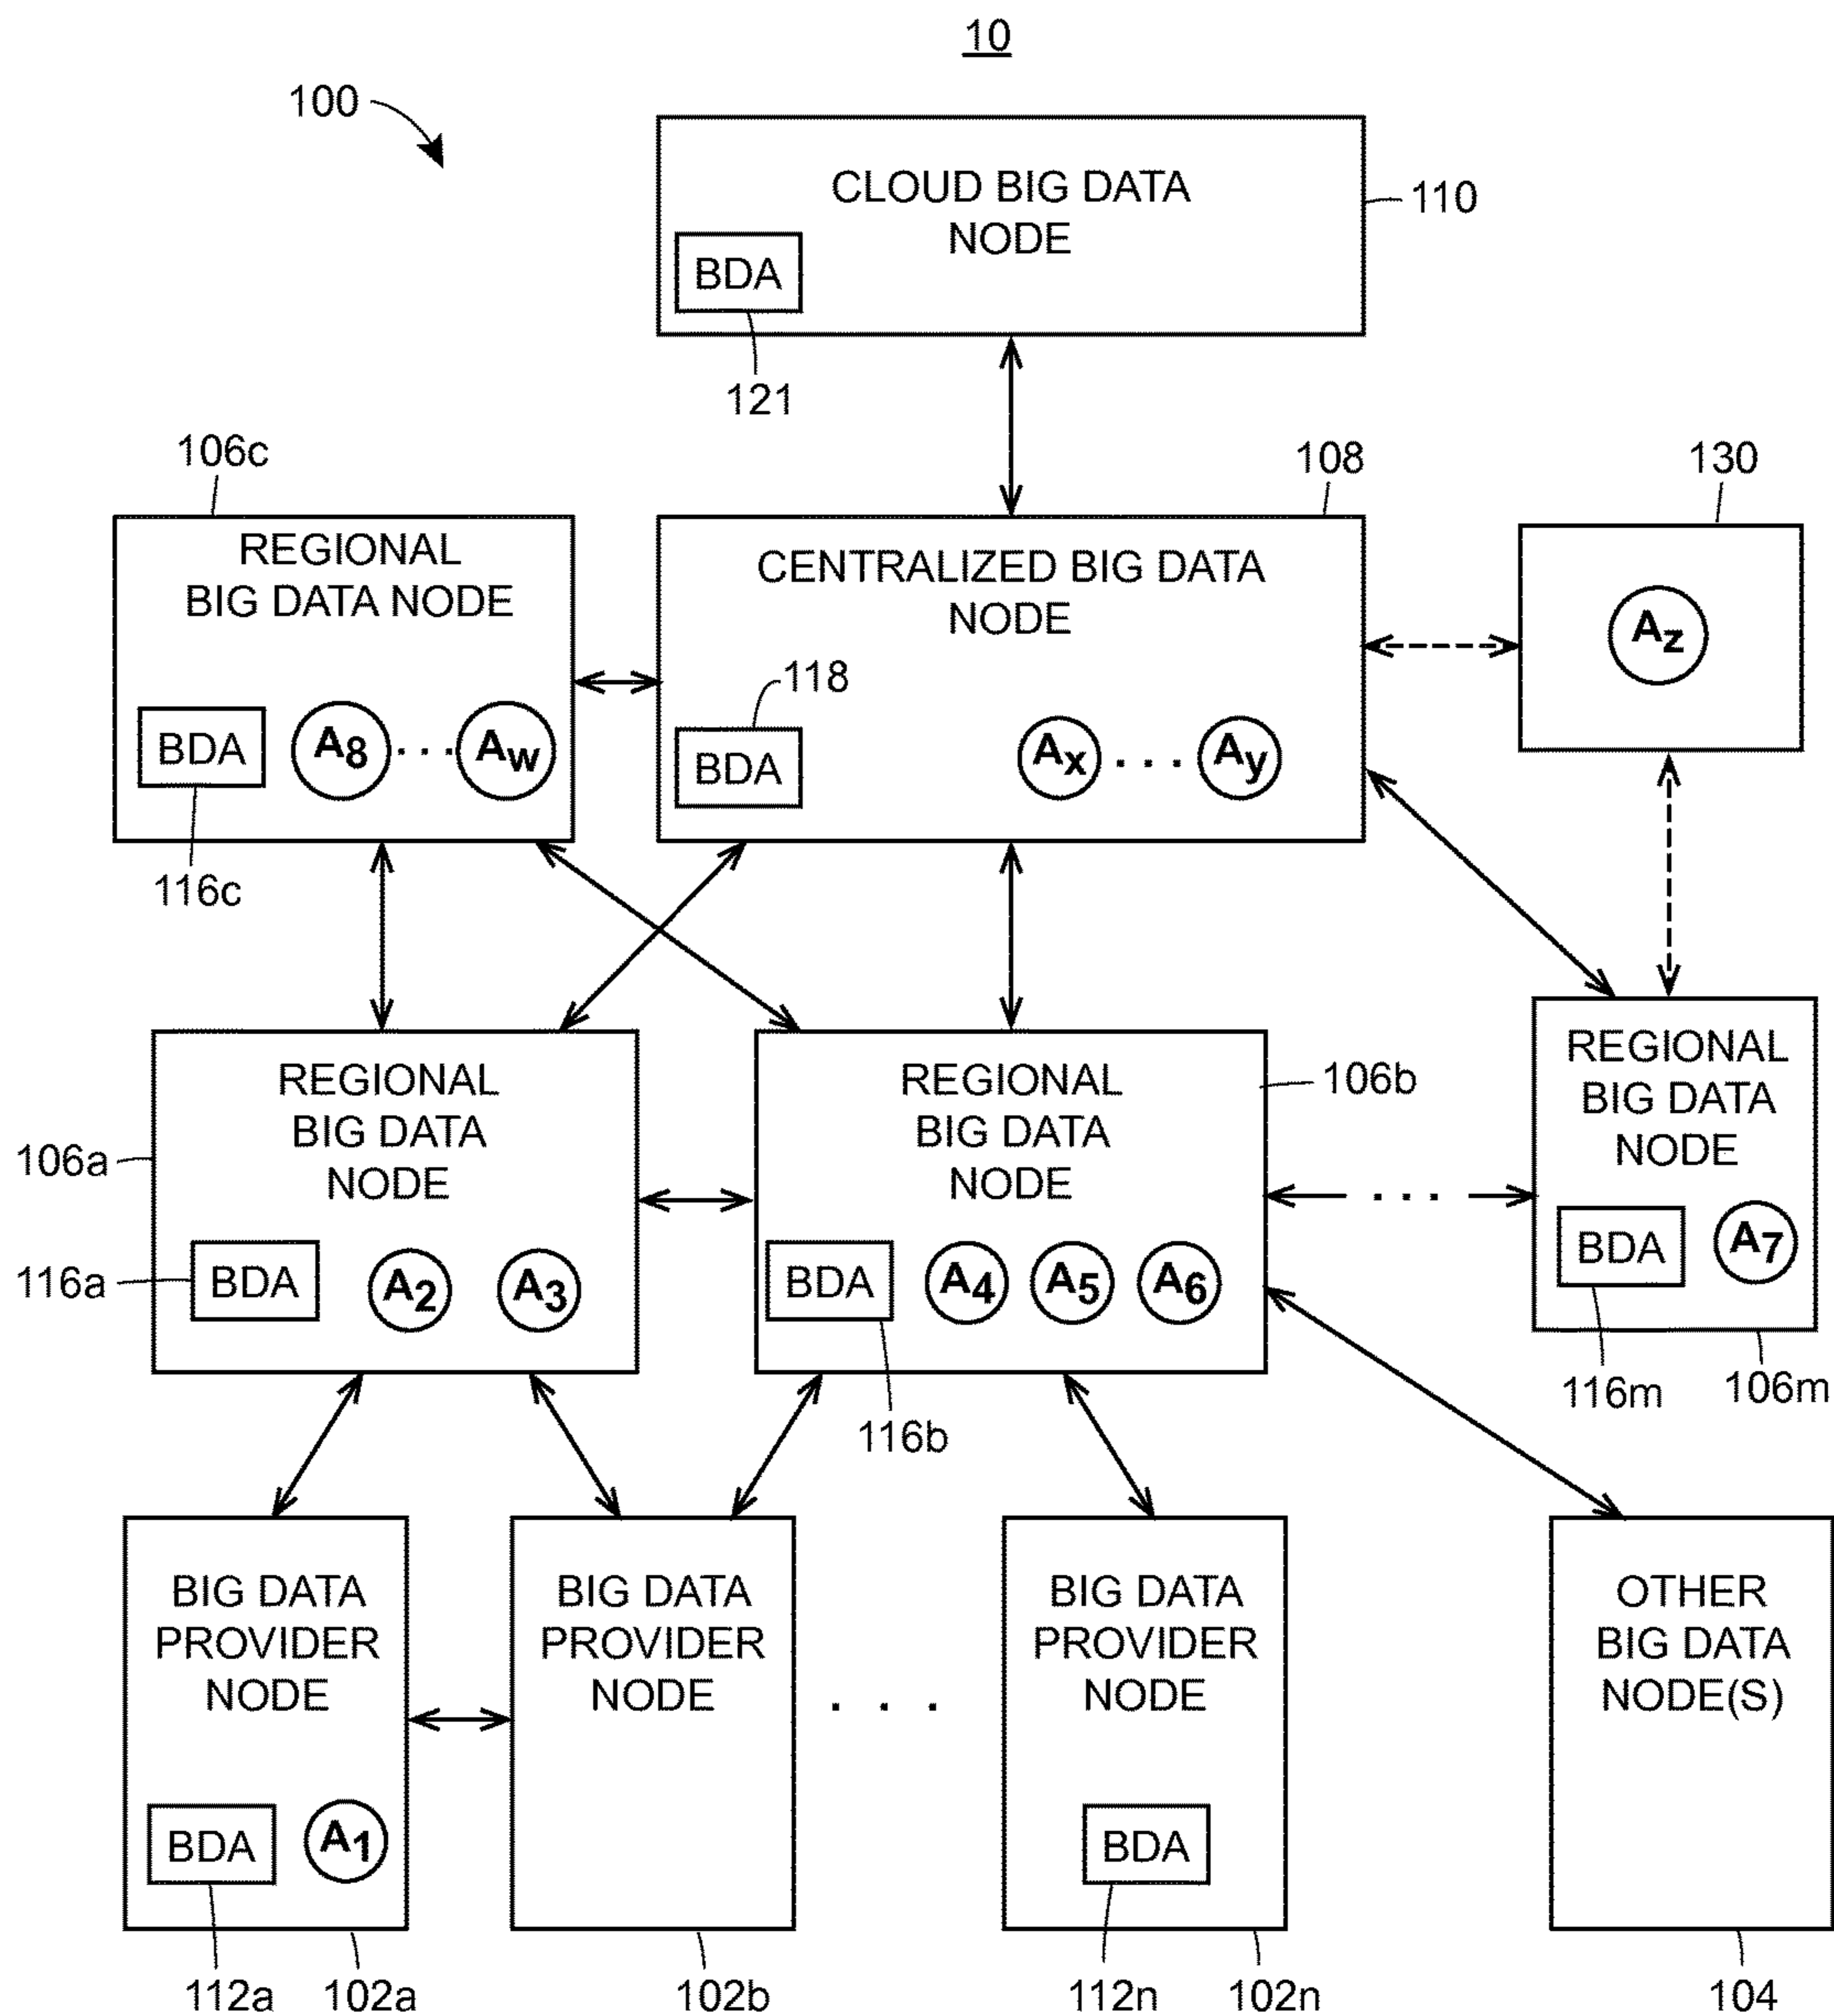 10
100
CLOUD BIG DATA
NODE
110
BDA
121
106c
108
130
REGIONAL
BIG DATA NODE
CENTRALIZED BIG DATA
NODE
Az
118
BDA
A8 . . . Aw
BDA
Ax . . . Ay
116c
REGIONAL
BIG DATA
NODE
106a
BDA
A2
A3
116a
REGIONAL
BIG DATA
NODE
106b
BDA
A4
A5
A6
116b
. . .
REGIONAL
BIG DATA
NODE
BDA
A7
116m
106m
BIG DATA
PROVIDER
NODE
BDA
A1
112a
102a
BIG DATA
PROVIDER
NODE
102b
. . .
BIG DATA
PROVIDER
NODE
BDA
112n
102n
OTHER
BIG DATA
NODE(S)
104